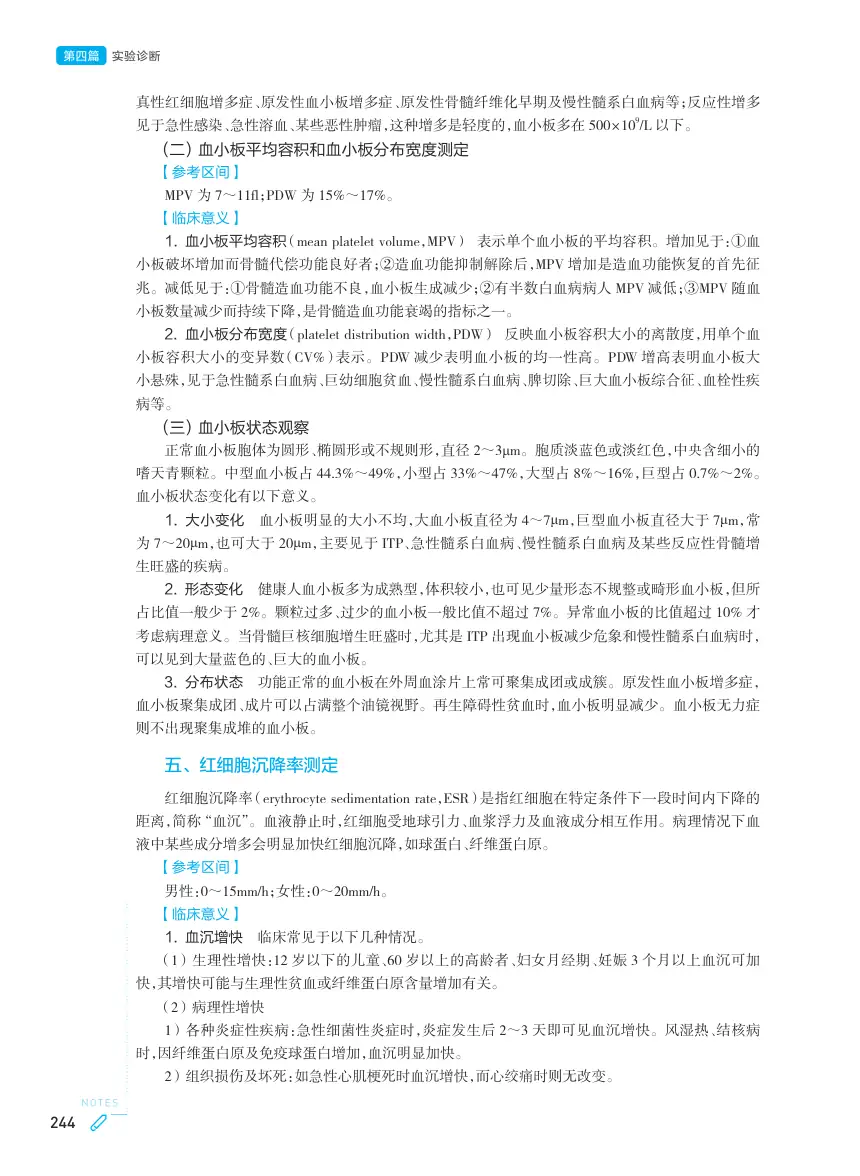 第四篇 实验诊断
真性红细胞增多症、原发性血小板增多症、原发性骨髓纤维化早期及慢性髓系白血病等；反应性增多
见于急性感染、急性溶血、某些恶性肿瘤，这种增多是轻度的，血小板多在 500×10⁹/L 以下。
（二）血小板平均容积和血小板分布宽度测定
【参考区间】
MPV 为 7～11fl；PDW 为 15%～17%。
【临床意义】
1. 血小板平均容积（mean platelet volume，MPV） 表示单个血小板的平均容积。增加见于：①血
小板破坏增加而骨髓代偿功能良好者；②造血功能抑制解除后，MPV 增加是造血功能恢复的首先征
兆。减低见于：①骨髓造血功能不良，血小板生成减少；②有半数白血病病人 MPV 减低；③MPV 随血
小板数量减少而持续下降，是骨髓造血功能衰竭的指标之一。
2. 血小板分布宽度（platelet distribution width，PDW） 反映血小板容积大小的离散度，用单个血
小板容积大小的变异数（CV%）表示。PDW 减少表明血小板的均一性高。PDW 增高表明血小板大
小悬殊，见于急性髓系白血病、巨幼细胞贫血、慢性髓系白血病、脾切除、巨大血小板综合征、血栓性疾
病等。
（三）血小板状态观察
正常血小板胞体为圆形、椭圆形或不规则形，直径 2～3μm。胞质淡蓝色或淡红色，中央含细小的
嗜天青颗粒。中型血小板占 44.3%～49%，小型占 33%～47%，大型占 8%～16%，巨型占 0.7%～2%。
血小板状态变化有以下意义。
1. 大小变化 血小板明显的大小不均，大血小板直径为 4～7μm，巨型血小板直径大于 7μm，常
为 7～20μm，也可大于 20μm，主要见于 ITP、急性髓系白血病、慢性髓系白血病及某些反应性骨髓增
生旺盛的疾病。
2. 形态变化 健康人血小板多为成熟型，体积较小，也可见少量形态不规整或畸形血小板，但所
占比值一般少于 2%。颗粒过多、过少的血小板一般比值不超过 7%。异常血小板的比值超过 10% 才
考虑病理意义。当骨髓巨核细胞增生旺盛时，尤其是 ITP 出现血小板减少危象和慢性髓系白血病时，
可以见到大量蓝色的、巨大的血小板。
3. 分布状态 功能正常的血小板在外周血涂片上常可聚集成团或成簇。原发性血小板增多症，
血小板聚集成团、成片可以占满整个油镜视野。再生障碍性贫血时，血小板明显减少。血小板无力症
则不出现聚集成堆的血小板。
五、红细胞沉降率测定
红细胞沉降率（erythrocyte sedimentation rate，ESR）是指红细胞在特定条件下一段时间内下降的
距离，简称“血沉”。血液静止时，红细胞受地球引力、血浆浮力及血液成分相互作用。病理情况下血
液中某些成分增多会明显加快红细胞沉降，如球蛋白、纤维蛋白原。
【参考区间】
男性：0～15mm/h；女性：0～20mm/h。
【临床意义】
1. 血沉增快 临床常见于以下几种情况。
（1）生理性增快：12 岁以下的儿童、60 岁以上的高龄者、妇女月经期、妊娠 3 个月以上血沉可加
快，其增快可能与生理性贫血或纤维蛋白原含量增加有关。
（2）病理性增快
1）各种炎症性疾病：急性细菌性炎症时，炎症发生后 2～3 天即可见血沉增快。风湿热、结核病
时，因纤维蛋白原及免疫球蛋白增加，血沉明显加快。
2）组织损伤及坏死：如急性心肌梗死时血沉增快，而心绞痛时则无改变。
NOTES
244